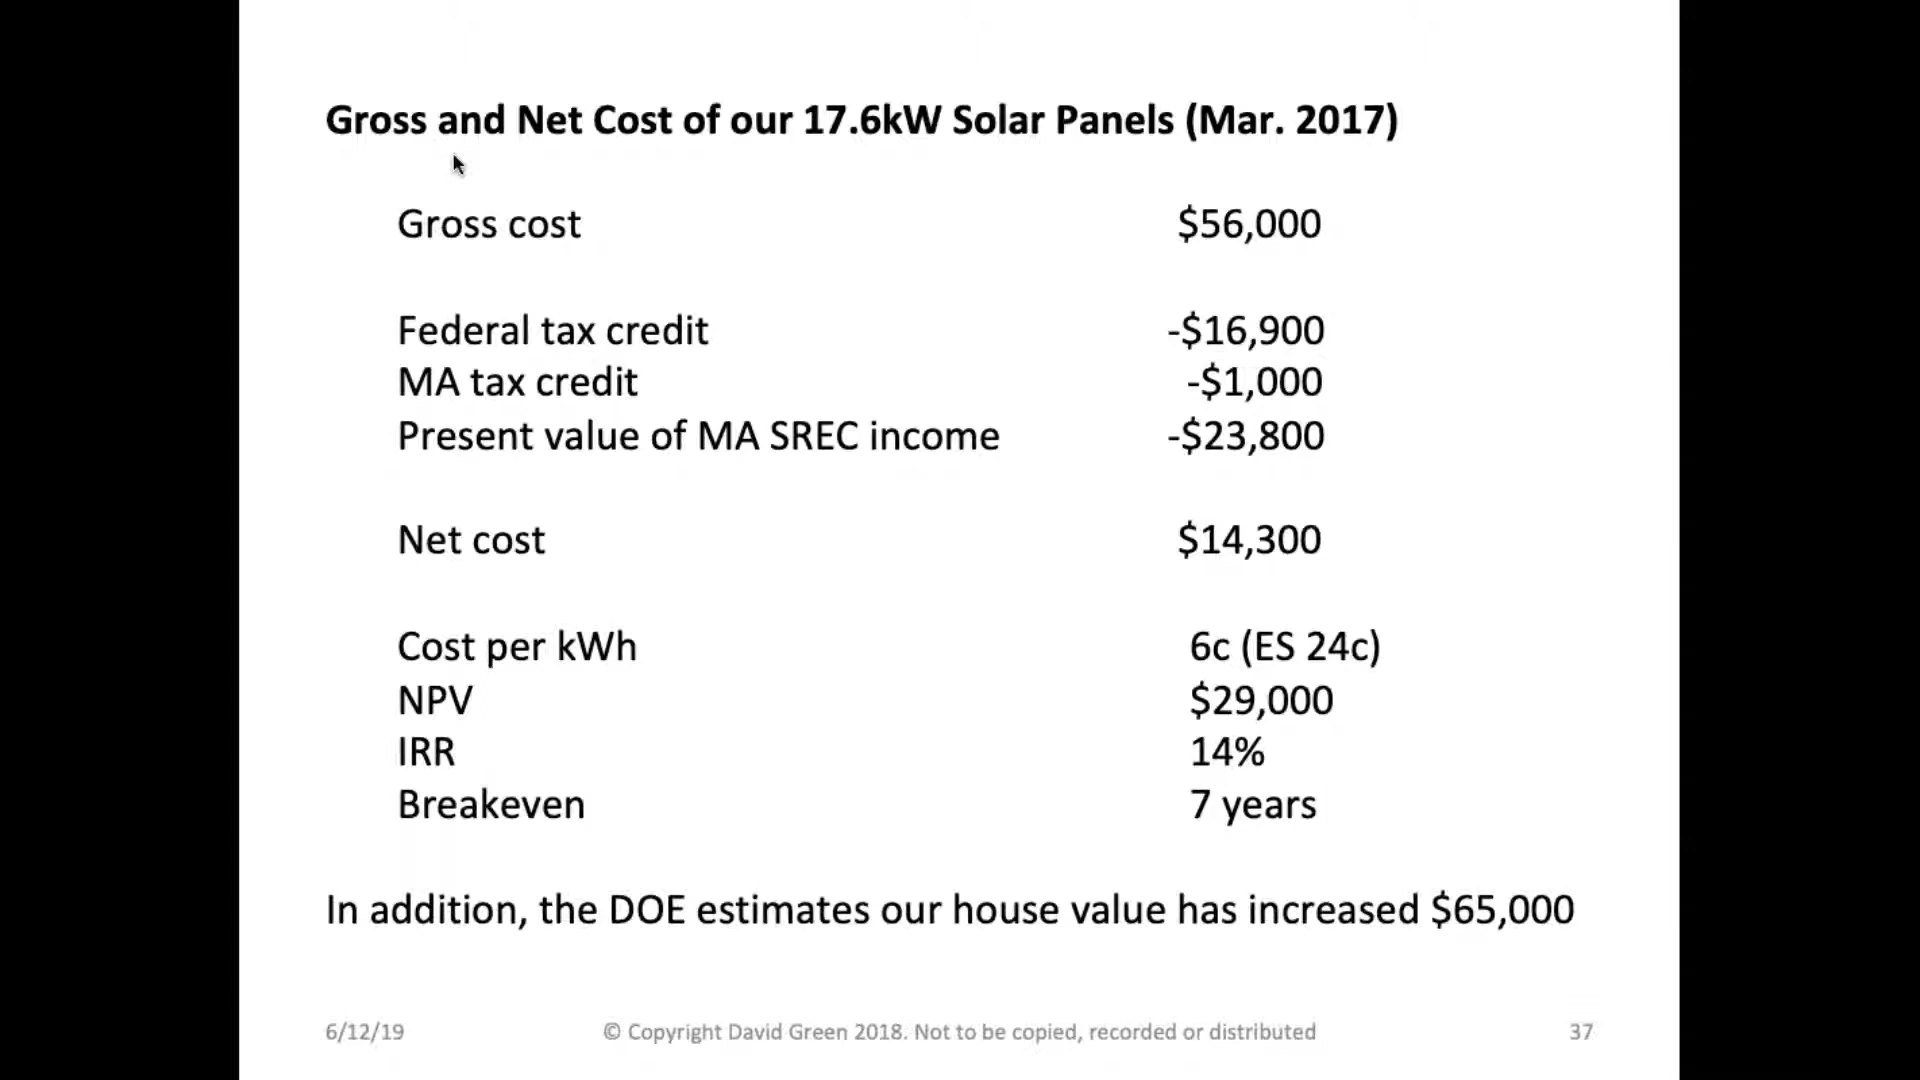 Gross and Net Cost of our 17.6kW Solar Panels (Mar. 2017)
Gross cost $56,000
Federal tax credit -$16,900
MA tax credit -$1,000
Present value of MA SREC income -$23,800
Net cost $14,300
Cost per kWh 6c (ES 24c)
NPV $29,000
IRR 14%
Breakeven 7 years
In addition, the DOE estimates our house value has increased $65,000
6/12/19 © Copyright David Green 2018. Not to be copied, recorded or distributed 37